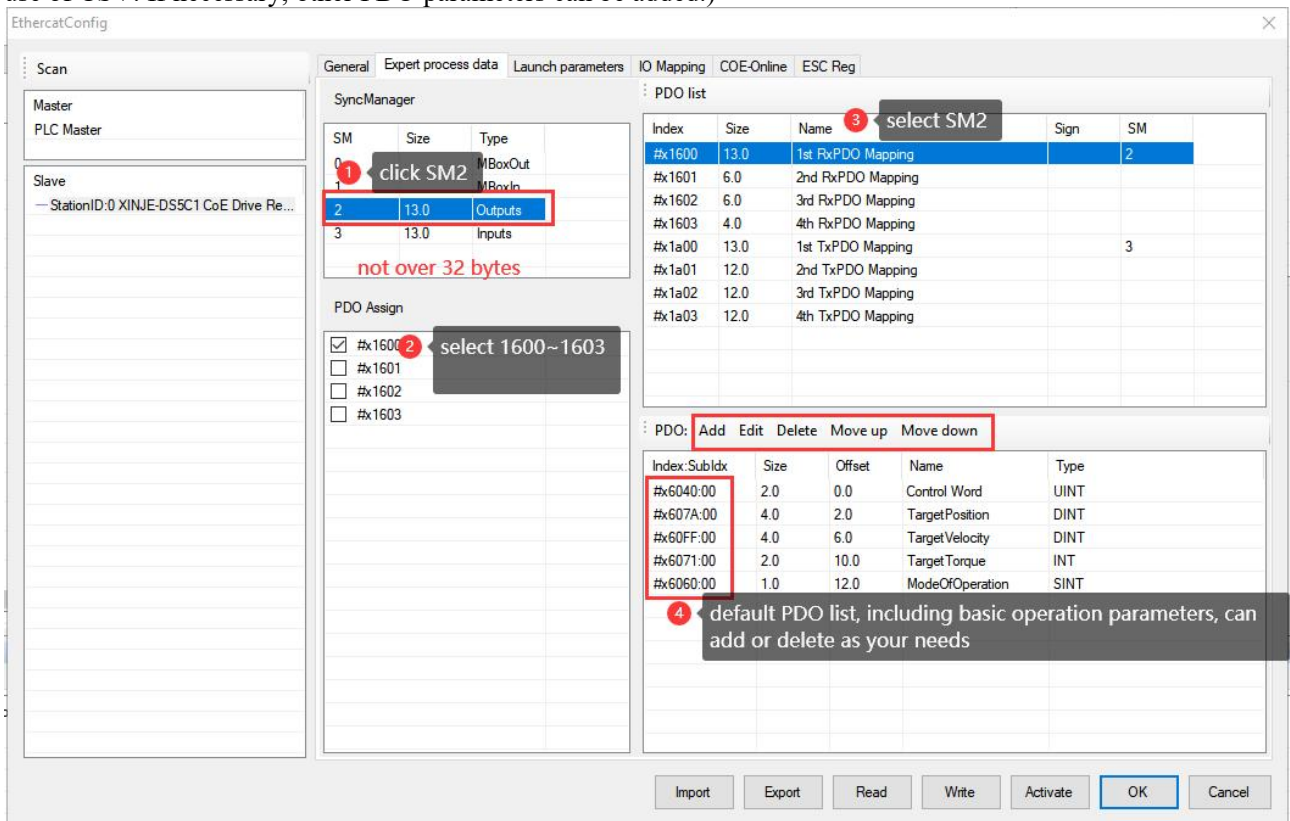 EthercatConfig
Scan
Master
PLC Master
Slave
StationID:0 XINJE-DS5C1 CoE Drive Re...
General Expert process data Launch parameters IO Mapping COE-Online ESC Reg
SyncManager
SM Size Type
0 MBoxOut
1 click SM2
1 MBoxIn
2 13.0 Outputs
3 13.0 Inputs
not over 32 bytes
PDO Assign
#x1600
2 select 1600~1603
#x1601
#x1602
#x1603
PDO list
3 select SM2
Index Size Name Sign SM
#x1600 13.0 1st RxPDO Mapping 2
#x1601 6.0 2nd RxPDO Mapping
#x1602 6.0 3rd RxPDO Mapping
#x1603 4.0 4th RxPDO Mapping
#x1a00 13.0 1st TxPDO Mapping 3
#x1a01 12.0 2nd TxPDO Mapping
#x1a02 12.0 3rd TxPDO Mapping
#x1a03 12.0 4th TxPDO Mapping
PDO: Add Edit Delete Move up Move down
Index:SubIdx Size Offset Name Type
#x6040:00 2.0 0.0 Control Word UINT
#x607A:00 4.0 2.0 TargetPosition DINT
#x60FF:00 4.0 6.0 TargetVelocity DINT
#x6071:00 2.0 10.0 TargetTorque INT
#x6060:00 1.0 12.0 ModeOfOperation SINT
4 default PDO list, including basic operation parameters, can
add or delete as your needs
Import Export Read Write Activate OK Cancel